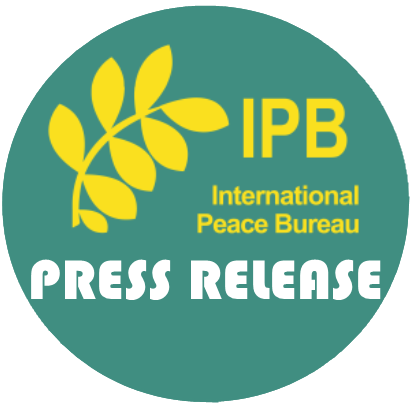 IPB
International
Peace Bureau
PRESS RELEASE